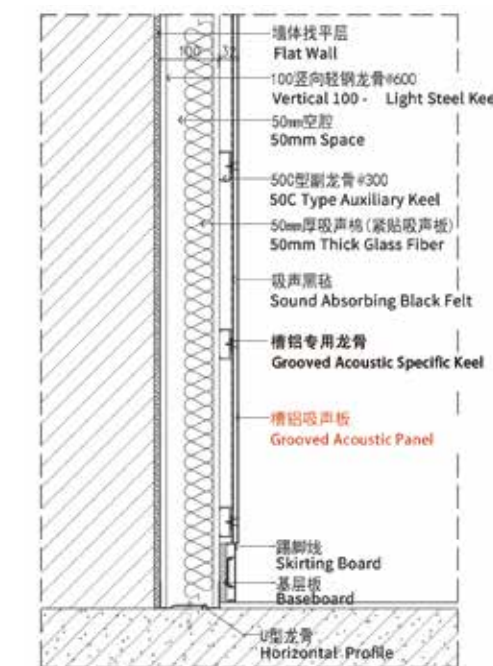 墙体找平层
Flat Wall
100 32
100竖向轻钢龙骨@600
Vertical 100 - Light Steel Kee
50mm空腔
50mm Space
50C型副龙骨@300
50C Type Auxiliary Keel
50mm厚吸声棉(紧贴吸声板)
50mm Thick Glass Fiber
吸声黑毡
Sound Absorbing Black Felt
槽铝专用龙骨
Grooved Acoustic Specific Keel
槽铝吸声板
Grooved Acoustic Panel
踢脚线
Skirting Board
基层板
Baseboard
U型龙骨
Horizontal Profile